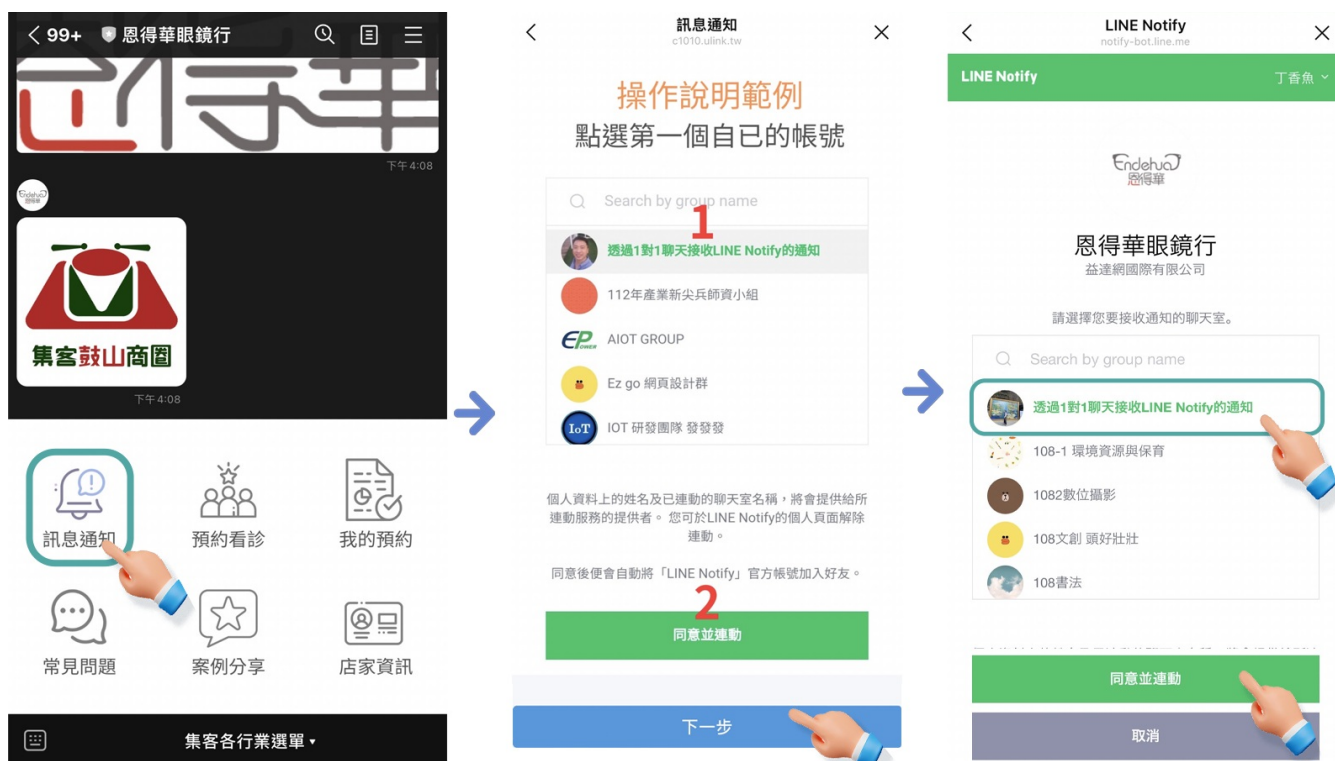 99+ 恩得華眼鏡行
恩得華
下午4:08
Endehua
恩得華
集客鼓山商圈
下午4:08
訊息通知
預約看診
我的預約
常見問題
案例分享
店家資訊
集客各行業選單
訊息通知
c1010.ulink.tw
操作說明範例
點選第一個自已的帳號
Search by group name
1
透過1對1聊天接收LINE Notify的通知
112年產業新尖兵師資小組
EPOWER
AIOT GROUP
Ez go 網頁設計群
IoT
IOT 研發團隊 發發發
個人資料上的姓名及已連動的聊天室名稱，將會提供給所
連動服務的提供者。 您可於LINE Notify的個人頁面解除
連動。
同意後便會自動將「LINE Notify」官方帳號加入好友。
2
同意並連動
下一步
LINE Notify
notify-bot.line.me
LINE Notify
丁香魚
Endehua
恩得華
恩得華眼鏡行
益達網國際有限公司
請選擇您要接收通知的聊天室。
Search by group name
透過1對1聊天接收LINE Notify的通知
108-1 環境資源與保育
1082數位攝影
108文創 頭好壯壯
108書法
同意並連動
取消